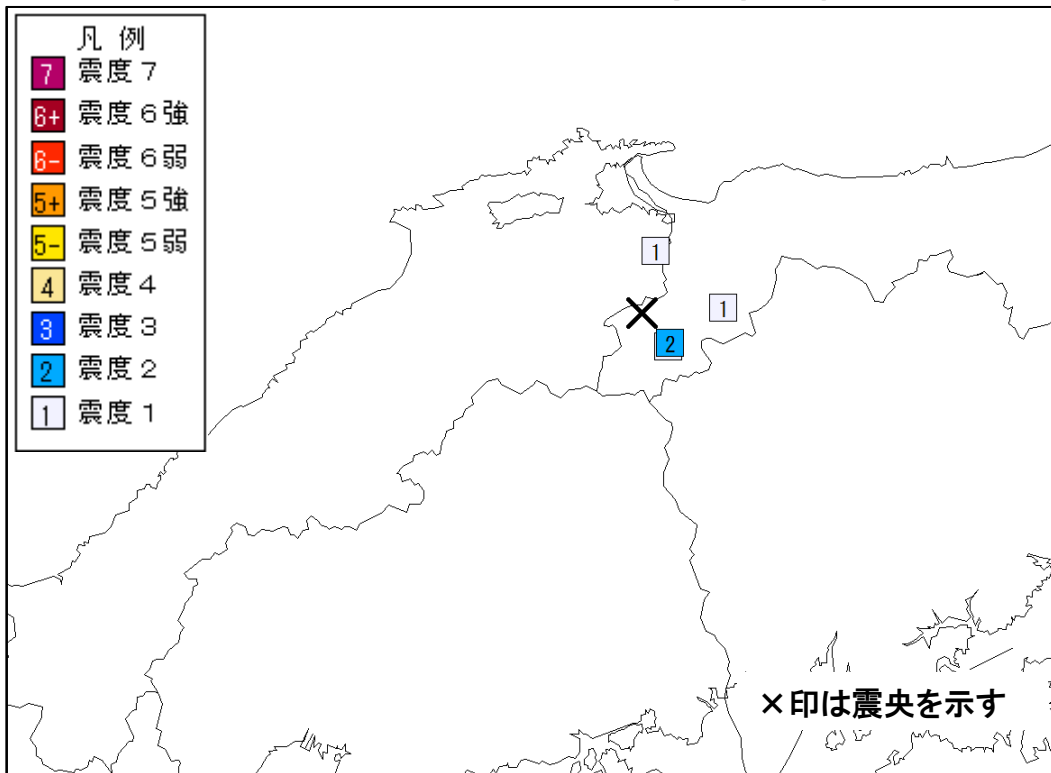 凡 例
7 震度７
6+ 震度６強
6- 震度６弱
5+ 震度５強
5- 震度５弱
4 震度４
3 震度３
2 震度２
1 震度１
1
1
2
×印は震央を示す